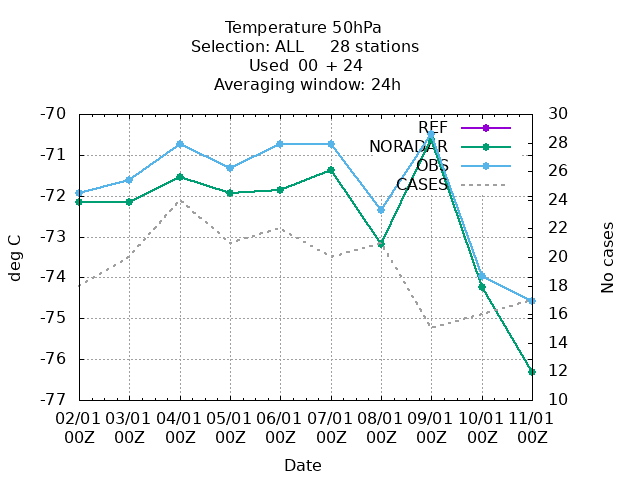 Temperature 50hPa
Selection: ALL 28 stations
Used 00 + 24
Averaging window: 24h
-70
-71
-72
-73
-74
-75
-76
-77
deg C
30
28
26
24
22
20
18
16
14
12
10
No cases
REF
NORADAR
OBS
CASES
02/01 03/01 04/01 05/01 06/01 07/01 08/01 09/01 10/01 11/01
00Z 00Z 00Z 00Z 00Z 00Z 00Z 00Z 00Z 00Z
Date